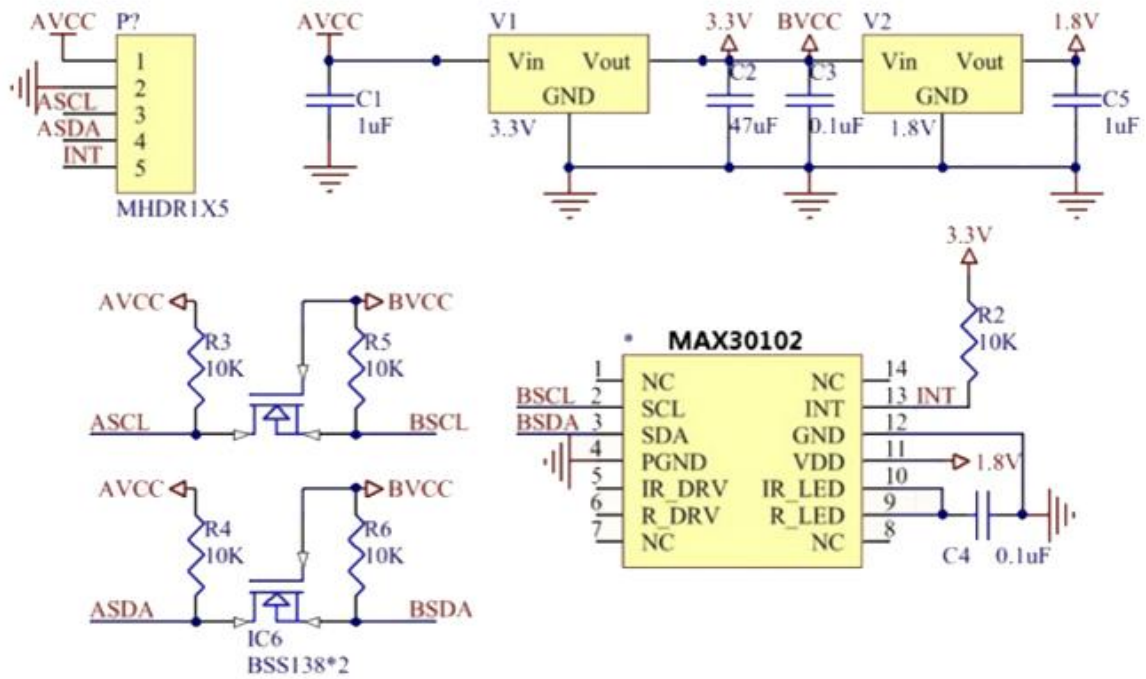 AVCC
P?
1
2
ASCL
3
ASDA
4
INT
5
MHDR1X5
AVCC
C1
1uF
V1
Vin
Vout
GND
3.3V
3.3V
C2
47uF
BVCC
C3
0.1uF
V2
Vin
Vout
GND
1.8V
1.8V
C5
1uF
AVCC
BVCC
R3
10K
R5
10K
ASCL
BSCL
AVCC
BVCC
R4
10K
R6
10K
ASDA
BSDA
IC6
BSS138*2
3.3V
R2
10K
* MAX30102
1 NC NC 14
BSCL 2 SCL INT 13 INT
BSDA 3 SDA GND 12
4 PGND VDD 11 1.8V
5 IR_DRV IR_LED 10
6 R_DRV R_LED 9
7 NC NC 8
C4 0.1uF